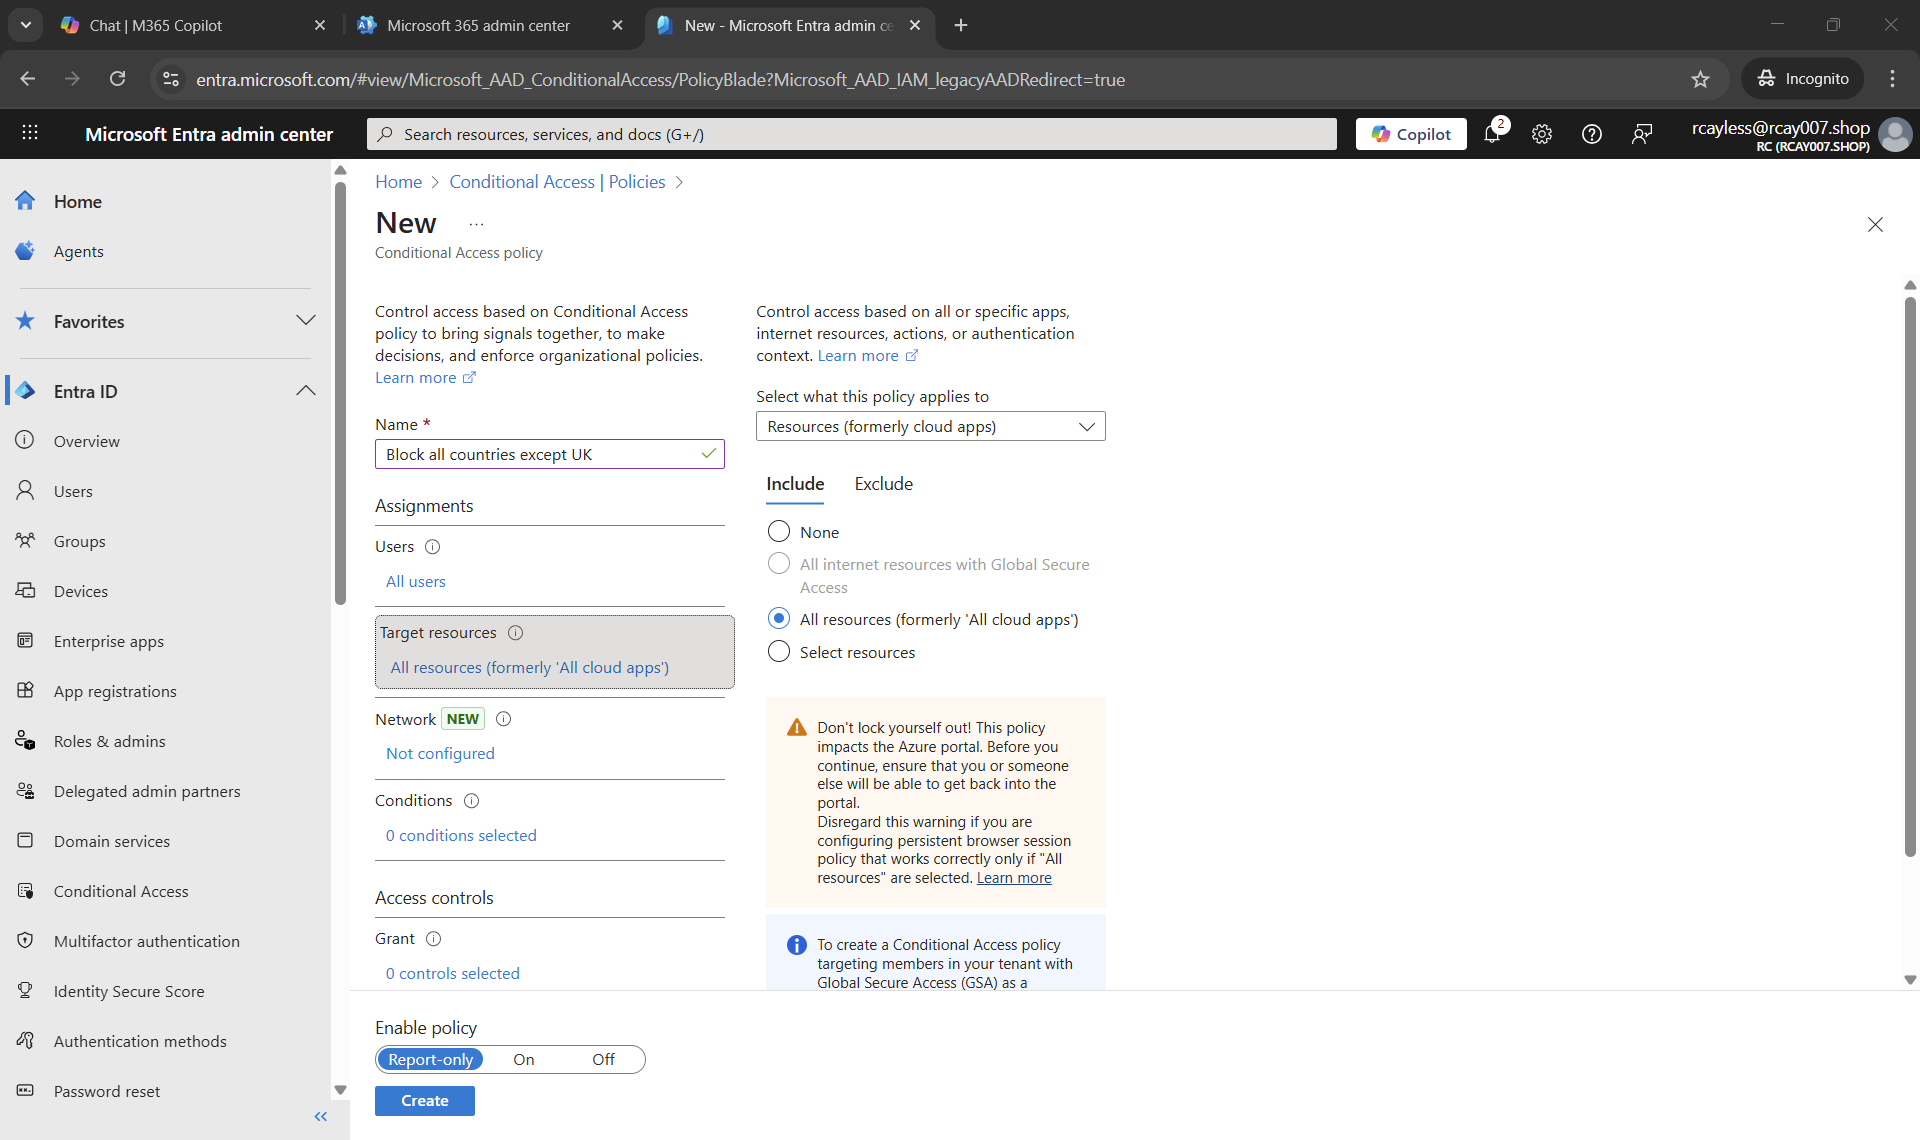 Chat | M365 Copilot
Microsoft 365 admin center
New - Microsoft Entra admin ce
entra.microsoft.com/#view/Microsoft_AAD_ConditionalAccess/PolicyBlade?Microsoft_AAD_IAM_legacyAADRedirect=true
Incognito
Microsoft Entra admin center
Search resources, services, and docs (G+/)
Copilot
2
rcayless@rcay007.shop
RC (RCAY007.SHOP)
Home
Agents
Favorites
Entra ID
Overview
Users
Groups
Devices
Enterprise apps
App registrations
Roles & admins
Delegated admin partners
Domain services
Conditional Access
Multifactor authentication
Identity Secure Score
Authentication methods
Password reset
Home > Conditional Access | Policies >
New ...
Conditional Access policy
Control access based on Conditional Access
policy to bring signals together, to make
decisions, and enforce organizational policies.
Learn more
Name *
Block all countries except UK
Assignments
Users
All users
Target resources
All resources (formerly 'All cloud apps')
Network NEW
Not configured
Conditions
0 conditions selected
Access controls
Grant
0 controls selected
Control access based on all or specific apps,
internet resources, actions, or authentication
context. Learn more
Select what this policy applies to
Resources (formerly cloud apps)
Include Exclude
None
All internet resources with Global Secure
Access
All resources (formerly 'All cloud apps')
Select resources
Don't lock yourself out! This policy
impacts the Azure portal. Before you
continue, ensure that you or someone
else will be able to get back into the
portal.
Disregard this warning if you are
configuring persistent browser session
policy that works correctly only if "All
resources" are selected. Learn more
To create a Conditional Access policy
targeting members in your tenant with
Global Secure Access (GSA) as a
Enable policy
Report-only On Off
Create